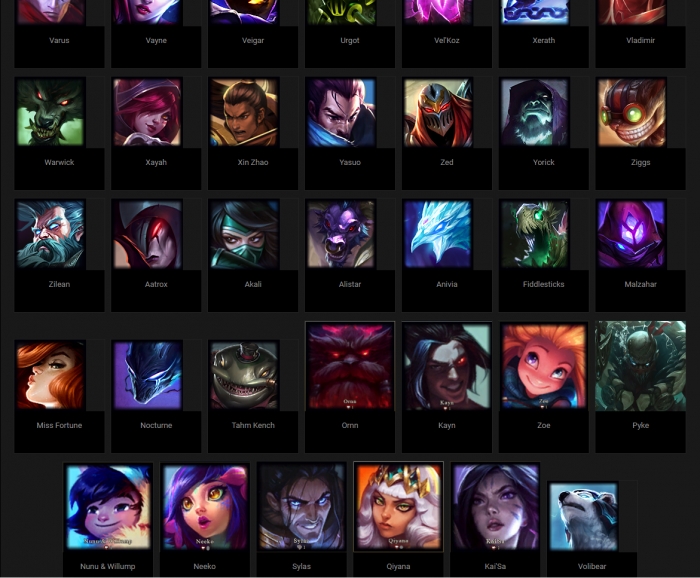 Varus Vayne Veigar Urgot Vel'Koz Xerath Vladimir
Warwick Xayah Xin Zhao Yasuo Zed Yorick Ziggs
Zilean Aatrox Akali Alistar Anivia Fiddlesticks Malzahar
Ornn Kayn Zoe
Miss Fortune Nocturne Tahm Kench Ornn Kayn Zoe Pyke
Nunu & Willump Neeko Sylas Qiyana Kai'Sa
Nunu & Willump Neeko Sylas Qiyana Kai'Sa Volibear